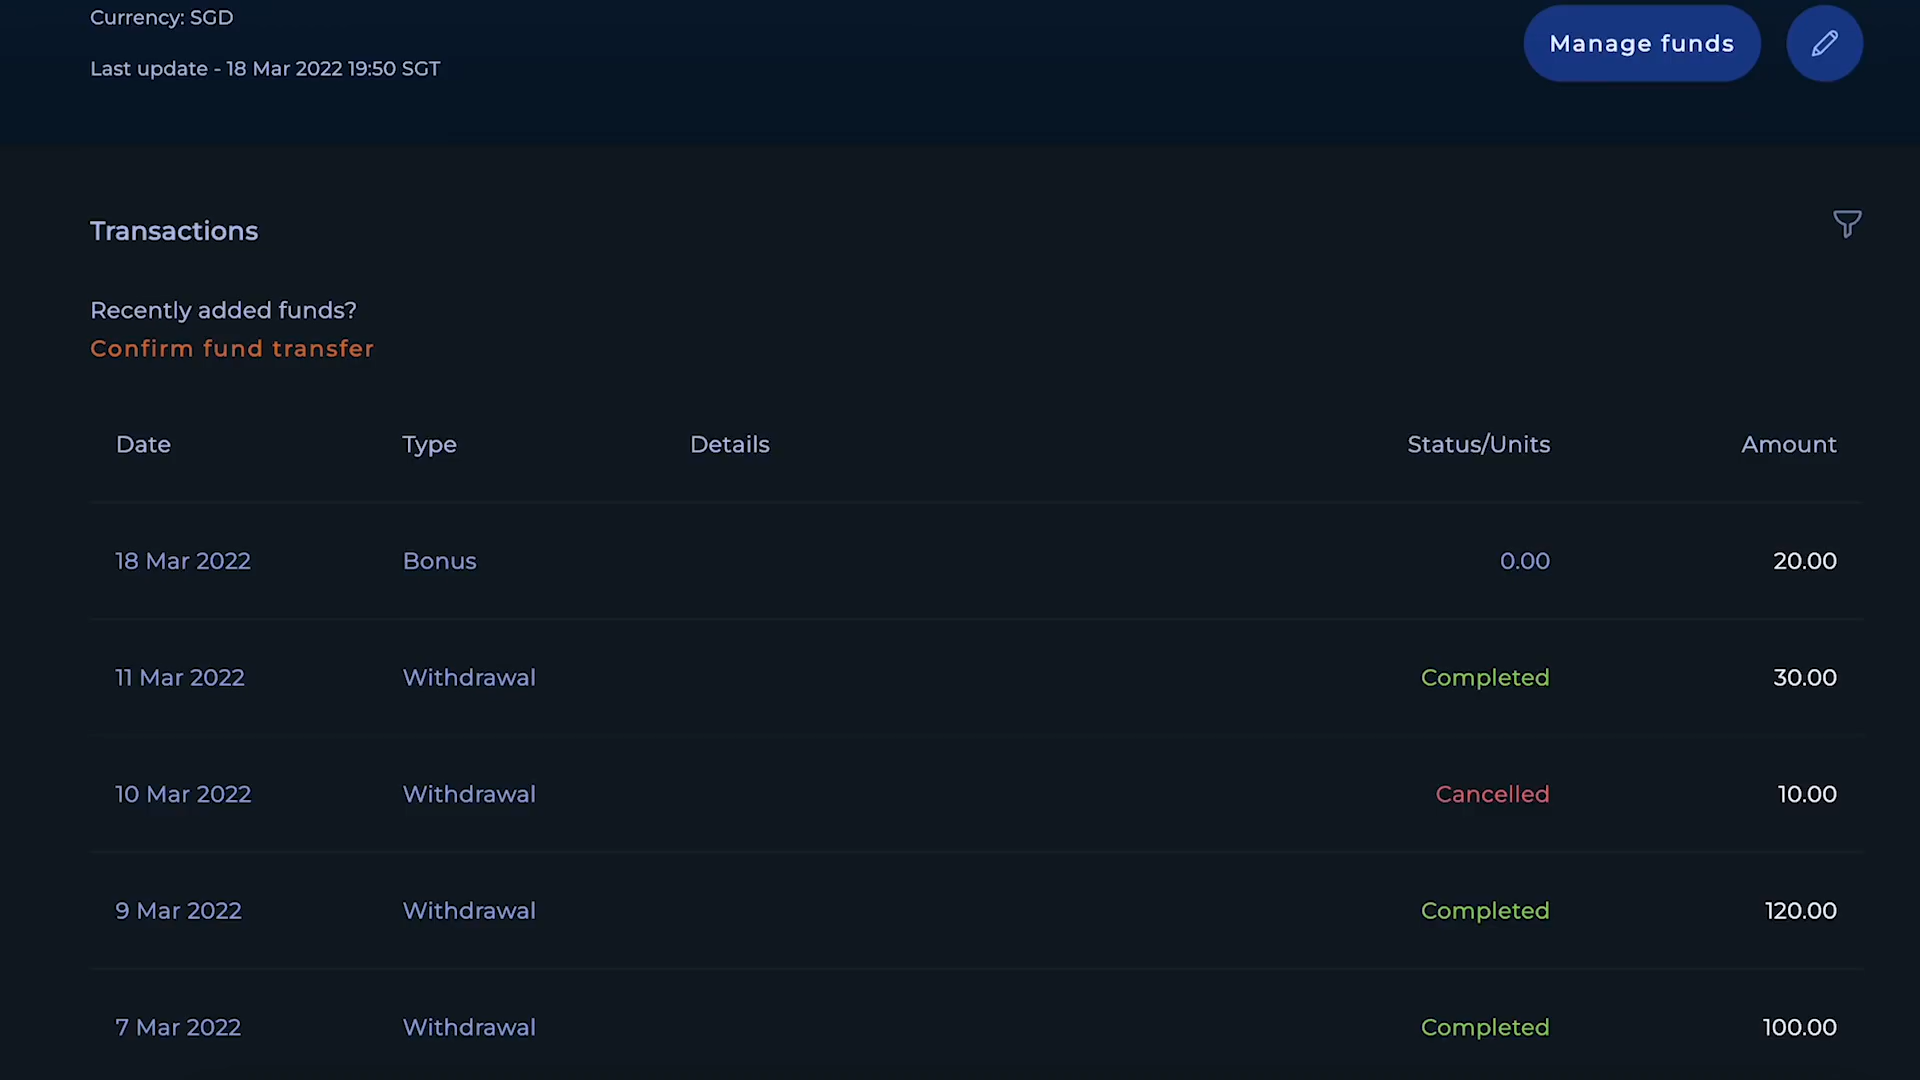 Currency: SGD
Manage funds
Last update - 18 Mar 2022 19:50 SGT
Transactions
Recently added funds?
Confirm fund transfer
Date Type Details Status/Units Amount
18 Mar 2022 Bonus 0.00 20.00
11 Mar 2022 Withdrawal Completed 30.00
10 Mar 2022 Withdrawal Cancelled 10.00
9 Mar 2022 Withdrawal Completed 120.00
7 Mar 2022 Withdrawal Completed 100.00